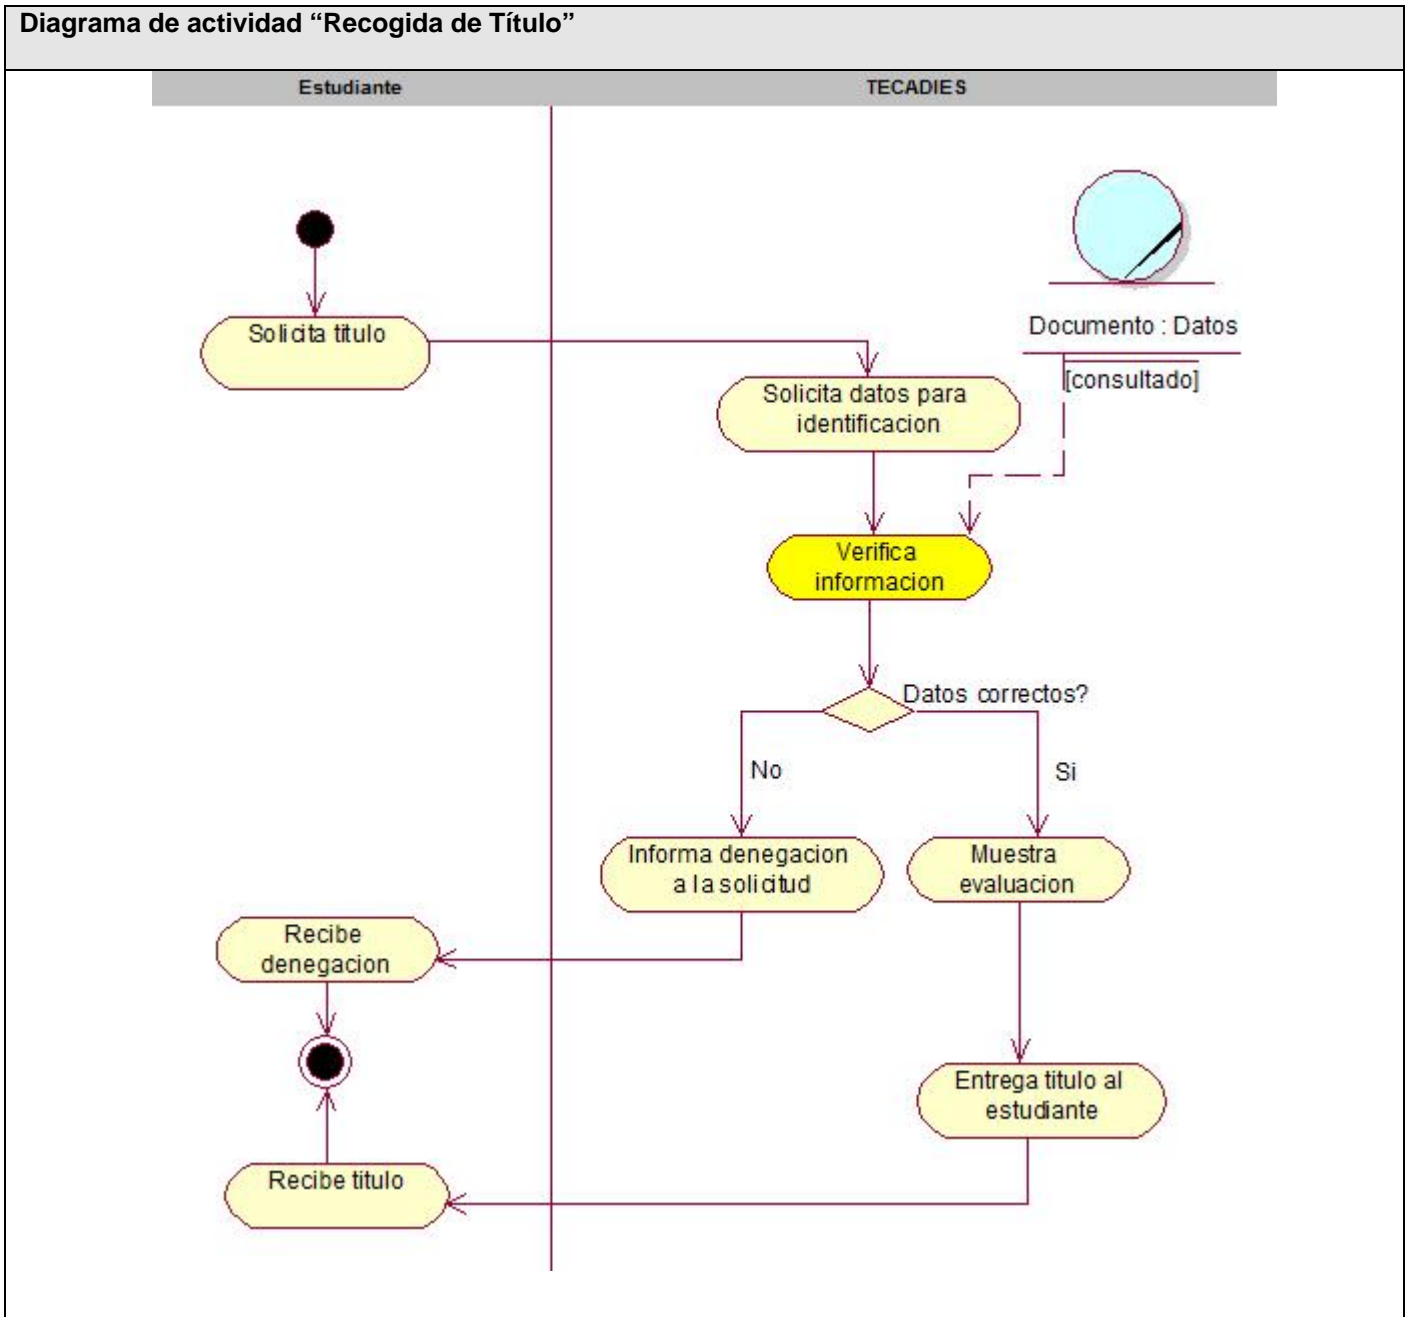 Diagrama de actividad “Recogida de Título”
Estudiante
TECADIES
Solicita titulo
Documento : Datos
[consultado]
Solicita datos para
identificacion
Verifica
informacion
Datos correctos?
No
Si
Informa denegacion
a la solicitud
Muestra
evaluacion
Recibe
denegacion
Entrega titulo al
estudiante
Recibe titulo